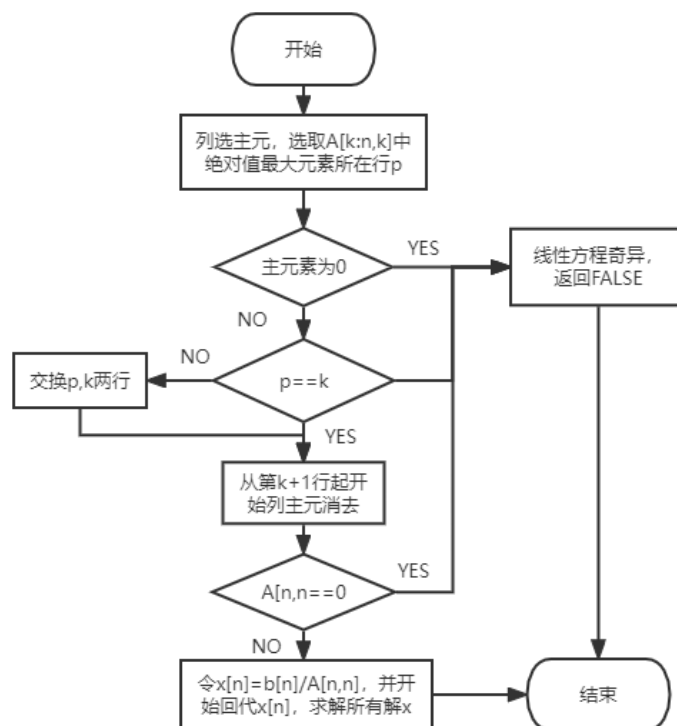 开始
列选主元，选取A[k:n,k]中
绝对值最大元素所在行p
主元素为0
YES
线性方程奇异，
返回FALSE
NO
p==k
NO
交换p,k两行
YES
从第k+1行起开
始列主元消去
A[n,n==0
YES
NO
令x[n]=b[n]/A[n,n]，并开
始回代x[n]，求解所有解x
结束